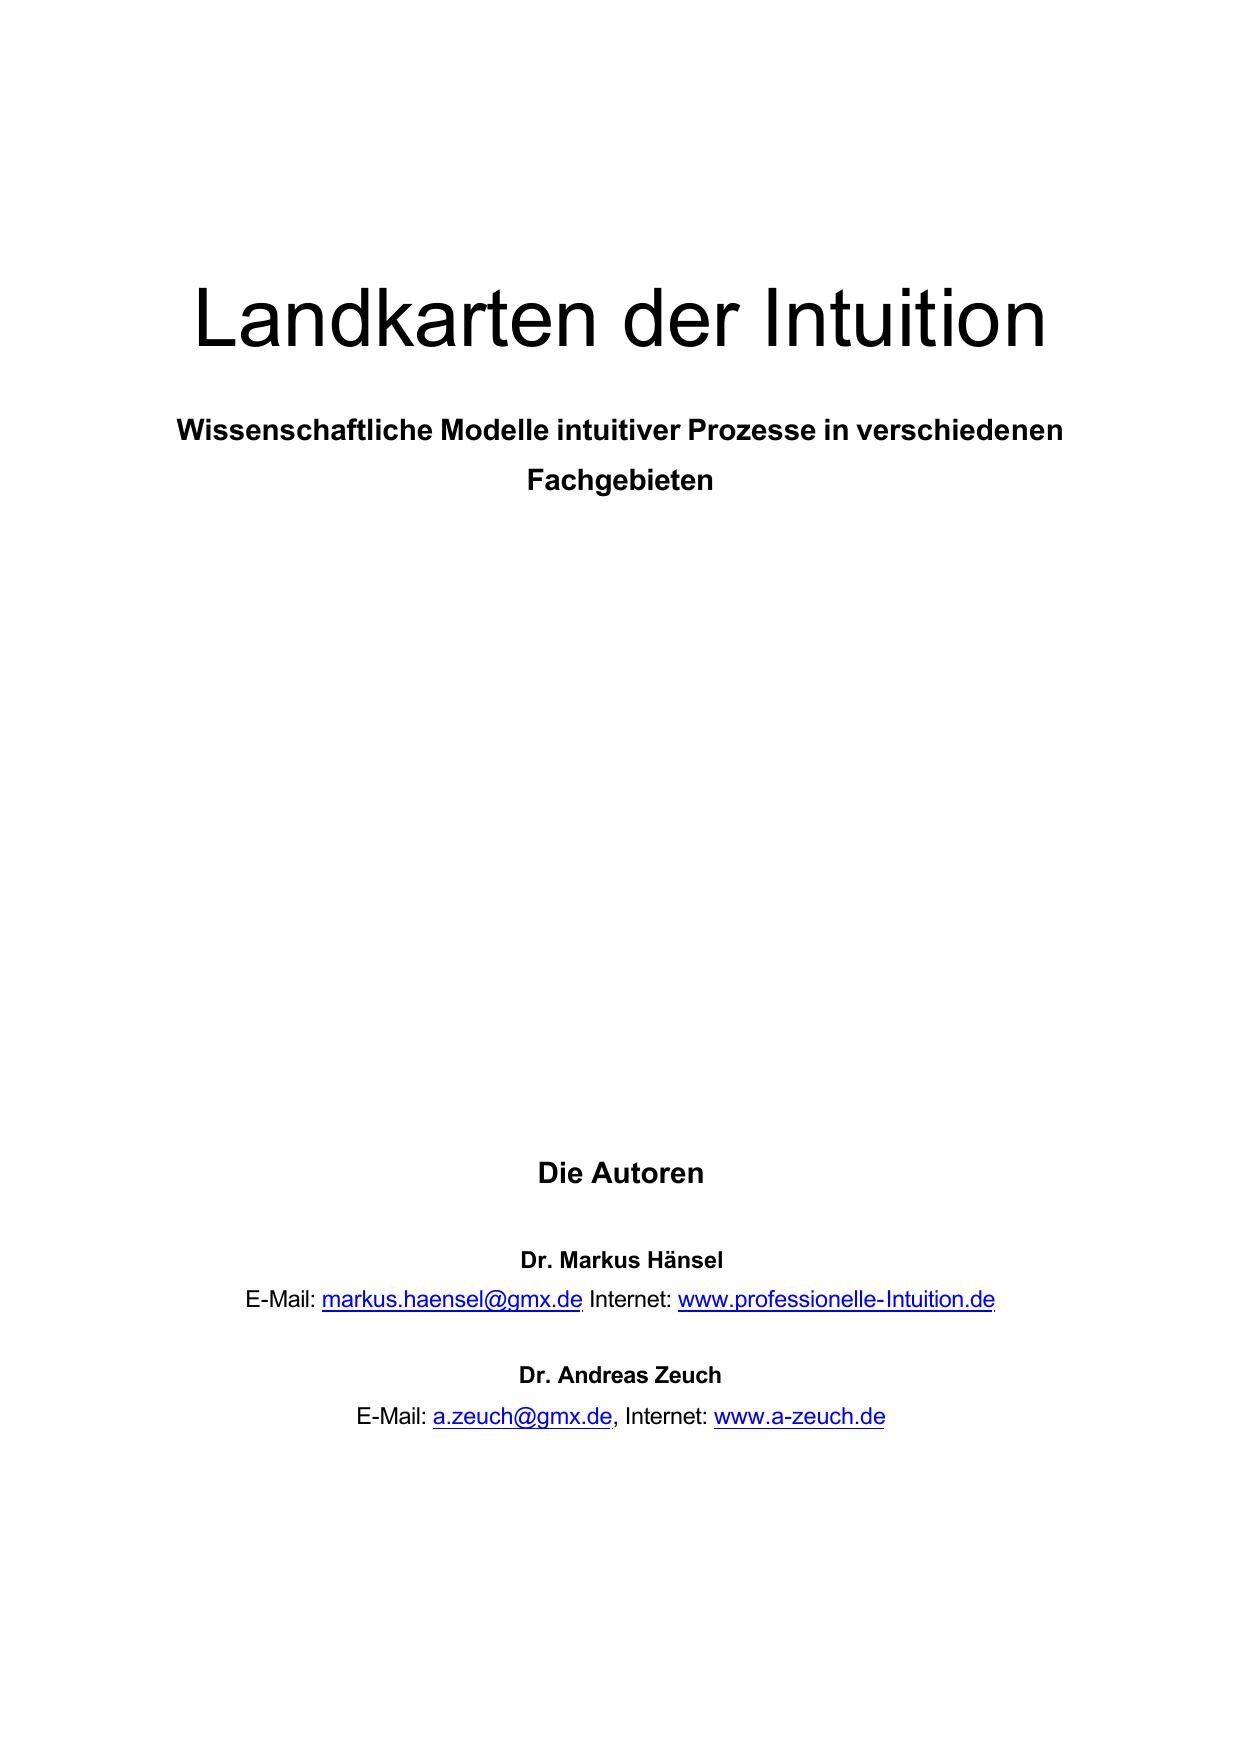 Landkarten der Intuition
Wissenschaftliche Modelle intuitiver Prozesse in verschiedenen
Fachgebieten
Die Autoren
Dr. Markus Hänsel
E-Mail: markus.haensel@gmx.de Internet: www.professionelle-Intuition.de
Dr. Andreas Zeuch
E-Mail: a.zeuch@gmx.de, Internet: www.a-zeuch.de